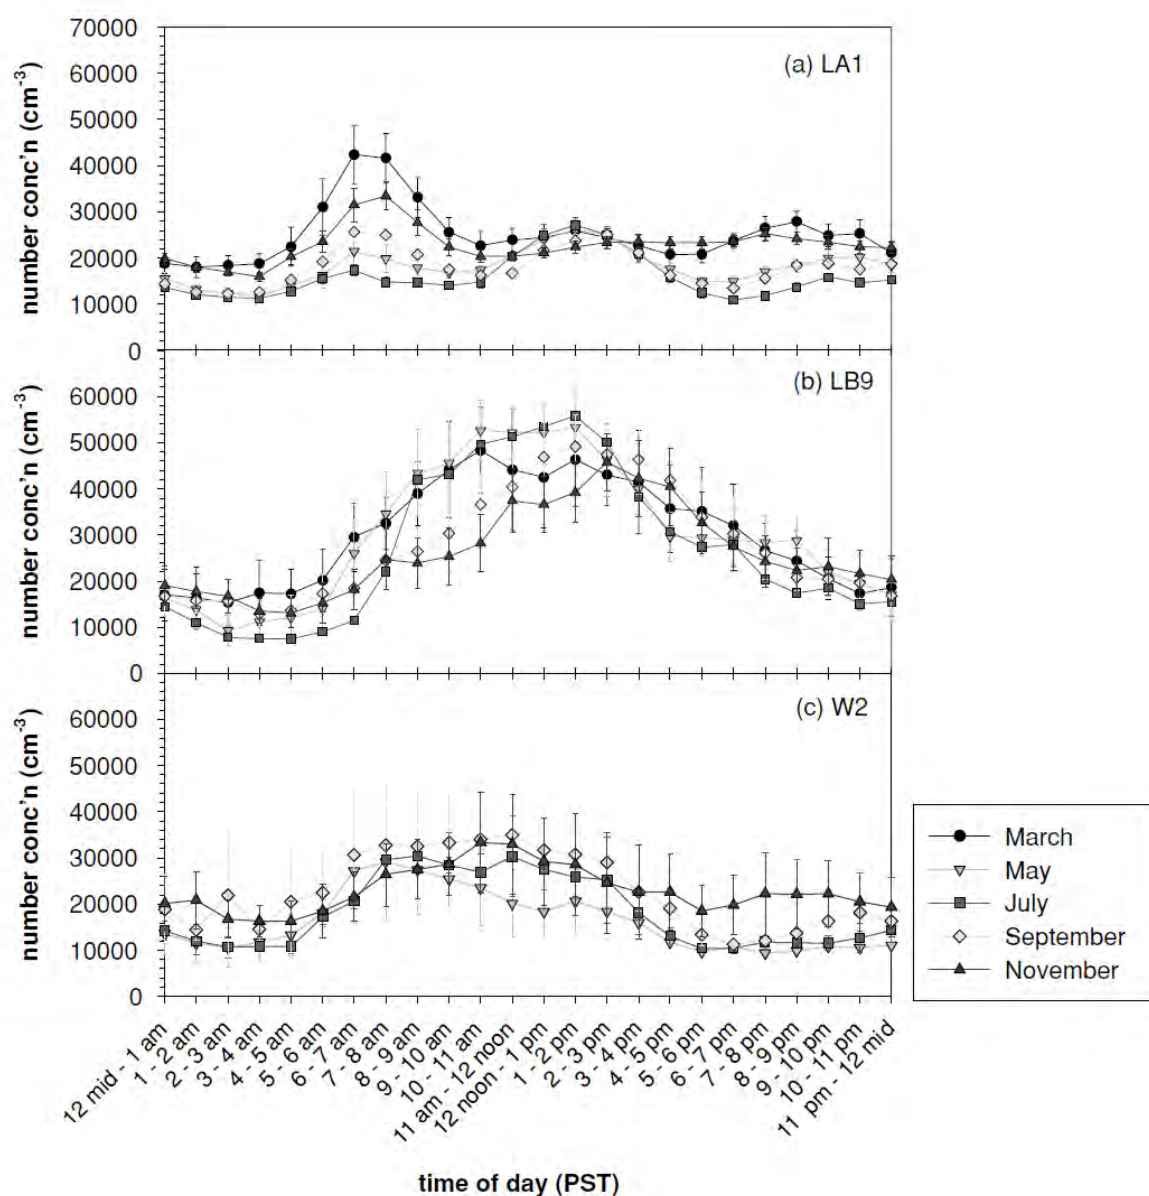 70000
60000
50000
40000
30000
20000
10000
0
number conc'n (cm-3)
(a) LA1
60000
50000
40000
30000
20000
10000
0
number conc'n (cm-3)
(b) LB9
60000
50000
40000
30000
20000
10000
0
number conc'n (cm-3)
(c) W2
March
May
July
September
November
12 mid - 1 am
1 - 2 am
2 - 3 am
3 - 4 am
4 - 5 am
5 - 6 am
6 - 7 am
7 - 8 am
8 - 9 am
9 - 10 am
10 - 11 am
11 am - 12 noon
12 noon - 1 pm
1 - 2 pm
2 - 3 pm
3 - 4 pm
4 - 5 pm
5 - 6 pm
6 - 7 pm
7 - 8 pm
8 - 9 pm
9 - 10 pm
10 - 11 pm
11 pm - 12 mid
time of day (PST)